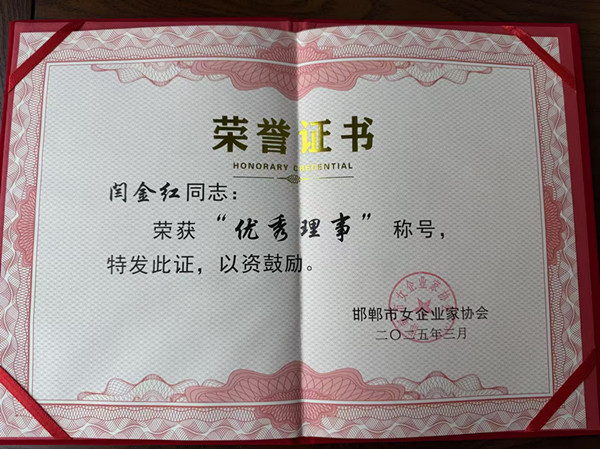 荣誉证书
HONORARY CREDENTIAL
闫金红同志：
荣获“优秀理事”称号，
特发此证，以资鼓励。
邯郸市女企业家协会
二〇二五年三月